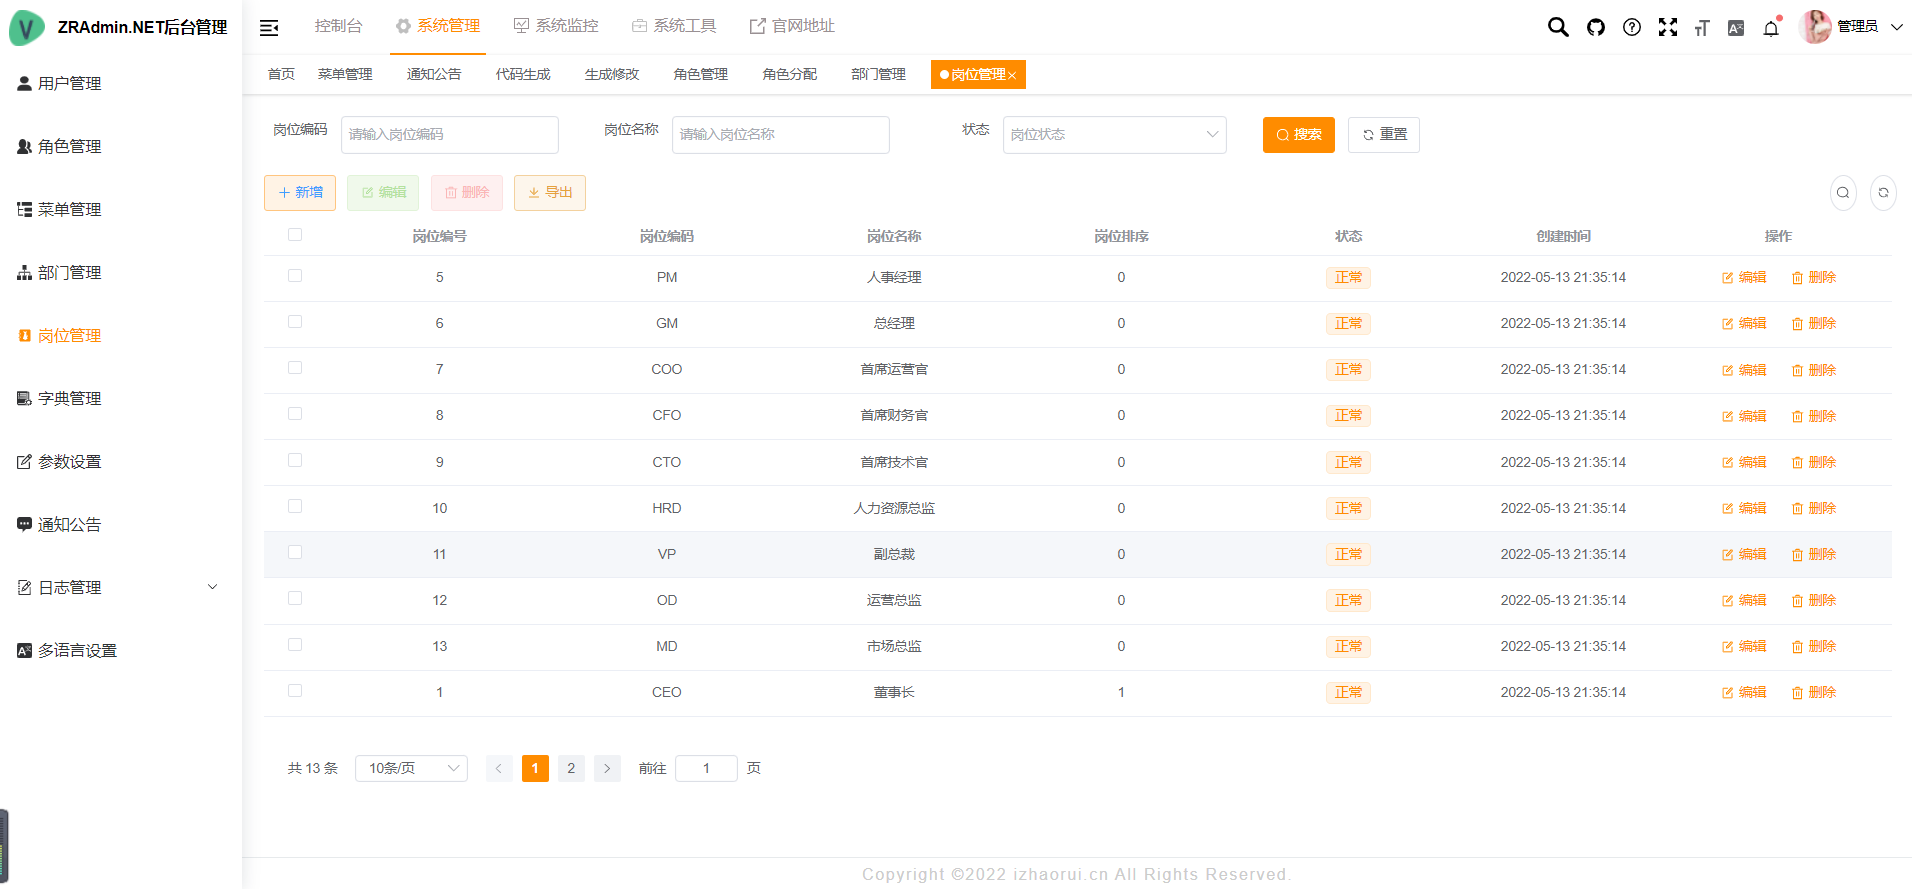 ZRAdmin.NET后台管理
控制台 系统管理 系统监控 系统工具 官网地址 管理员
首页 菜单管理 通知公告 代码生成 生成修改 角色管理 角色分配 部门管理 岗位管理
用户管理
角色管理
菜单管理
部门管理
岗位管理
字典管理
参数设置
通知公告
日志管理
多语言设置
岗位编码 请输入岗位编码 岗位名称 请输入岗位名称 状态 岗位状态 搜索 重置
新增 编辑 删除 导出
岗位编号 岗位编码 岗位名称 岗位排序 状态 创建时间 操作
5 PM 人事经理 0 正常 2022-05-13 21:35:14 编辑 删除
6 GM 总经理 0 正常 2022-05-13 21:35:14 编辑 删除
7 COO 首席运营官 0 正常 2022-05-13 21:35:14 编辑 删除
8 CFO 首席财务官 0 正常 2022-05-13 21:35:14 编辑 删除
9 CTO 首席技术官 0 正常 2022-05-13 21:35:14 编辑 删除
10 HRD 人力资源总监 0 正常 2022-05-13 21:35:14 编辑 删除
11 VP 副总裁 0 正常 2022-05-13 21:35:14 编辑 删除
12 OD 运营总监 0 正常 2022-05-13 21:35:14 编辑 删除
13 MD 市场总监 0 正常 2022-05-13 21:35:14 编辑 删除
1 CEO 董事长 1 正常 2022-05-13 21:35:14 编辑 删除
共 13 条 10条/页 1 2 前往 1 页
Copyright ©2022 izhaorui.cn All Rights Reserved.